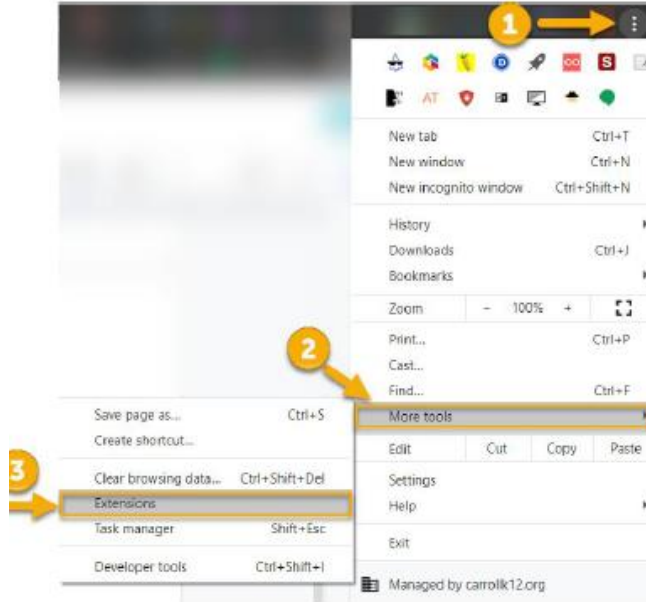 1
CO S
D
AT
New tab Ctrl+T
New window Ctrl+N
New incognito window Ctrl+Shift+N
History
Downloads Ctrl+J
Bookmarks
Zoom - 100% +
2
Print... Ctrl+P
Cast...
Find... Ctrl+F
More tools
Edit Cut Copy Paste
Settings
Help
Exit
Managed by carrollk12.org
Save page as... Ctrl+S
Create shortcut...
3
Clear browsing data... Ctrl+Shift+Del
Extensions
Task manager Shift+Esc
Developer tools Ctrl+Shift+I